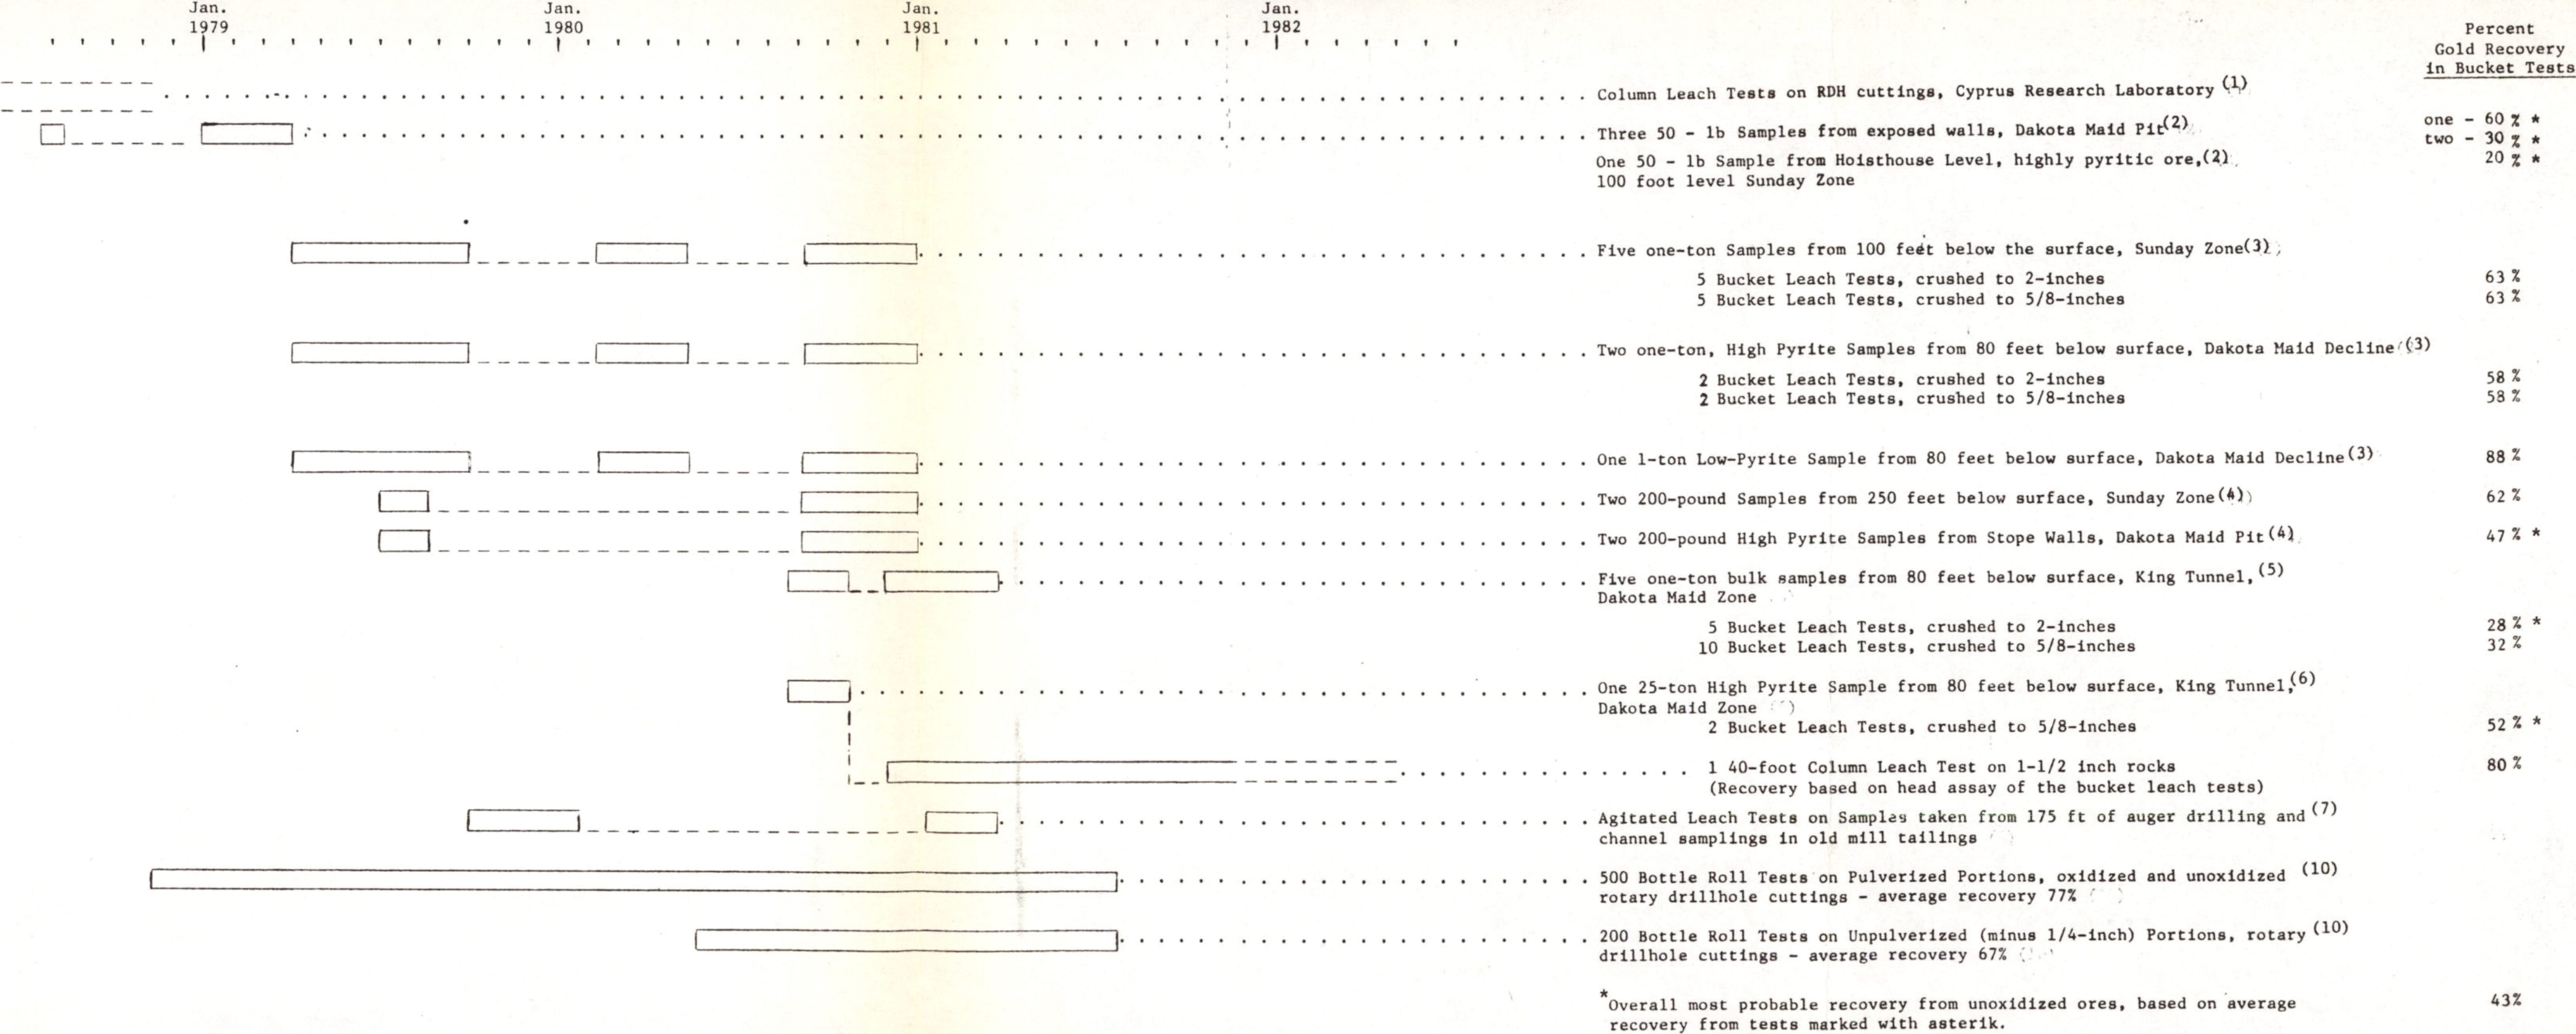 Jan. Jan. Jan. Jan.
1979 1980 1981 1982
Percent
Gold Recovery
in Bucket Tests
Column Leach Tests on RDH cuttings, Cyprus Research Laboratory (1)
Three 50 - lb Samples from exposed walls, Dakota Maid Pit(2) one - 60 % *
two - 30 % *
One 50 - lb Sample from Hoisthouse Level, highly pyritic ore,(2) 20 % *
100 foot level Sunday Zone
Five one-ton Samples from 100 feet below the surface, Sunday Zone(3)
5 Bucket Leach Tests, crushed to 2-inches 63 %
5 Bucket Leach Tests, crushed to 5/8-inches 63 %
Two one-ton, High Pyrite Samples from 80 feet below surface, Dakota Maid Decline (3)
2 Bucket Leach Tests, crushed to 2-inches 58 %
2 Bucket Leach Tests, crushed to 5/8-inches 58 %
One 1-ton Low-Pyrite Sample from 80 feet below surface, Dakota Maid Decline(3) 88 %
Two 200-pound Samples from 250 feet below surface, Sunday Zone(4) 62 %
Two 200-pound High Pyrite Samples from Stope Walls, Dakota Maid Pit(4) 47 % *
Five one-ton bulk samples from 80 feet below surface, King Tunnel, (5)
Dakota Maid Zone
5 Bucket Leach Tests, crushed to 2-inches 28 % *
10 Bucket Leach Tests, crushed to 5/8-inches 32 %
One 25-ton High Pyrite Sample from 80 feet below surface, King Tunnel,(6)
Dakota Maid Zone
2 Bucket Leach Tests, crushed to 5/8-inches 52 % *
1 40-foot Column Leach Test on 1-1/2 inch rocks 80 %
(Recovery based on head assay of the bucket leach tests)
Agitated Leach Tests on Samples taken from 175 ft of auger drilling and (7)
channel samplings in old mill tailings
500 Bottle Roll Tests on Pulverized Portions, oxidized and unoxidized (10)
rotary drillhole cuttings - average recovery 77%
200 Bottle Roll Tests on Unpulverized (minus 1/4-inch) Portions, rotary (10)
drillhole cuttings - average recovery 67%
*Overall most probable recovery from unoxidized ores, based on average 43%
recovery from tests marked with asterik.